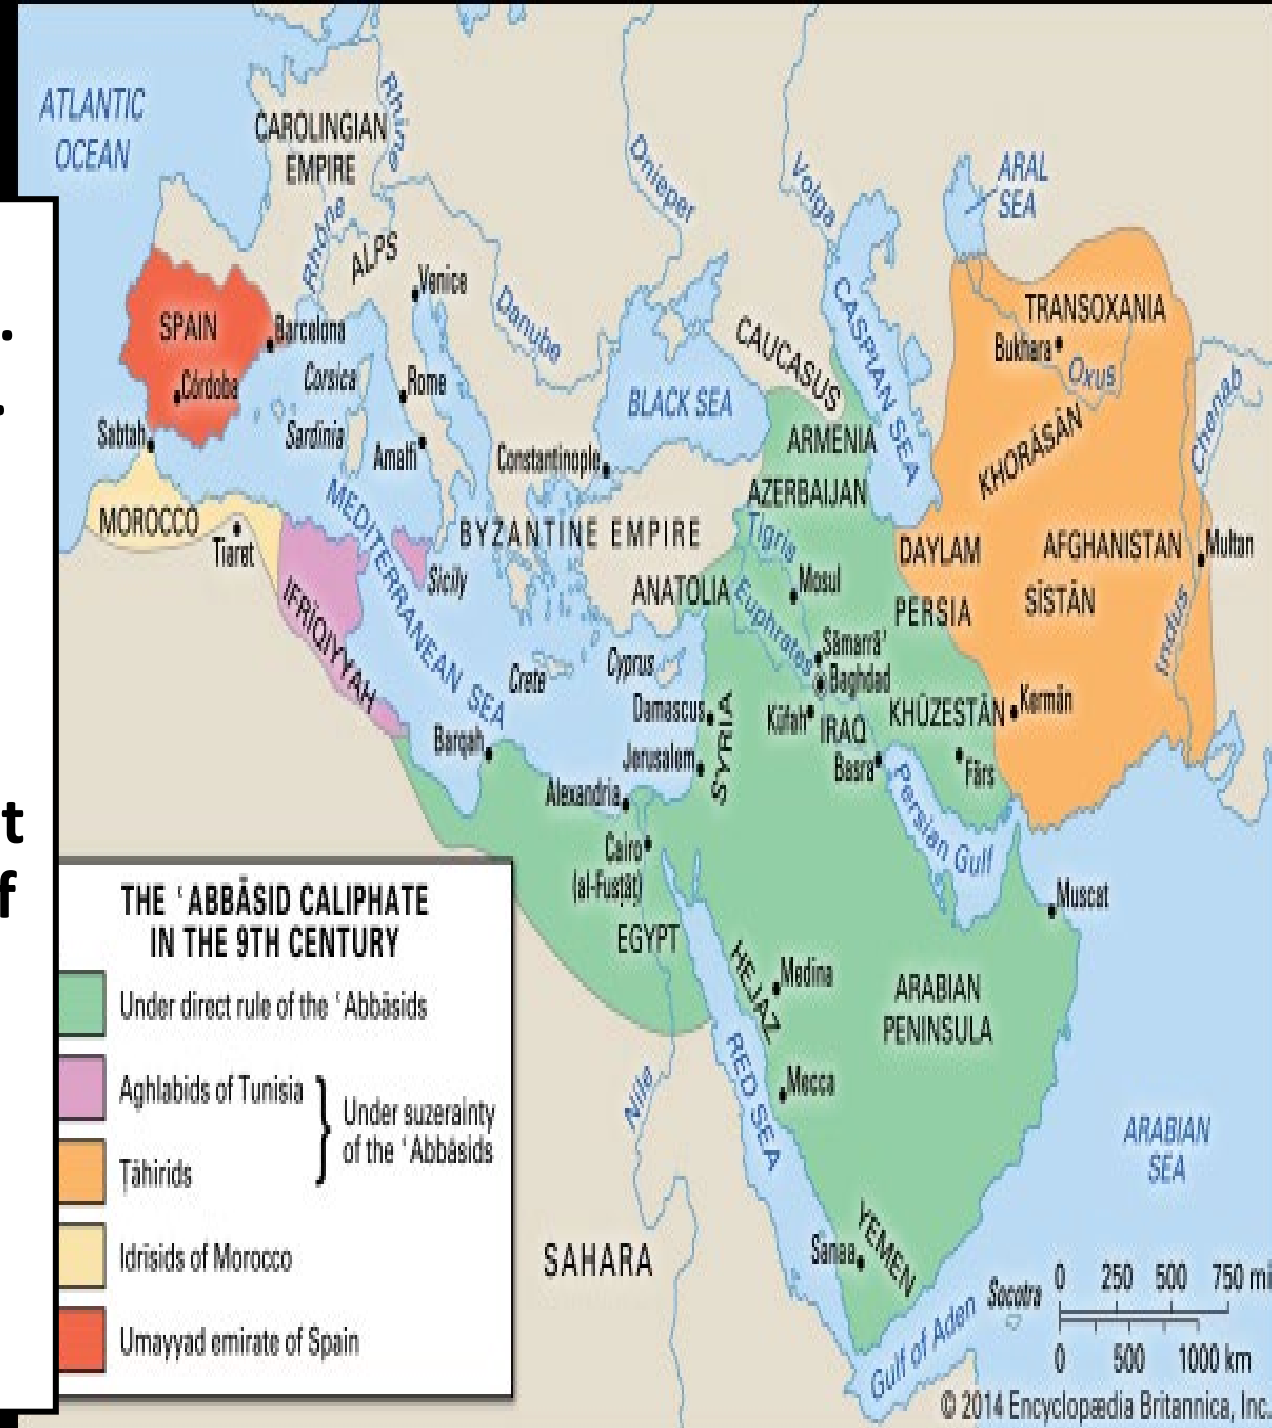 ATLANTIC
OCEAN
CAROLINGIAN
EMPIRE
Rhine
Dnieper
Volga
ARAL
SEA
Rhône
ALPS
Venice
Danube
CASPIAN SEA
TRANSOXANIA
Bukhara
Oxus
Chenab
SPAIN
Barcelona
Córdoba
Corsica
Rome
BLACK SEA
CAUCASUS
ARMENIA
KHORĀSĀN
Sabtah
Sardinia
Amalfi
Constantinople
AZERBAIJAN
MOROCCO
Tiaret
MEDITERRANEAN SEA
BYZANTINE EMPIRE
Tigris
DAYLAM
AFGHANISTAN
Multan
IFRĪQIYYAH
Sicily
ANATOLIA
Euphrates
Mosul
PERSIA
SĪSTĀN
Indus
Crete
Cyprus
Sāmarrāʾ
Baghdad
Damascus
SYRIA
Kūfah
IRAQ
KHŪZESTĀN
Kermān
Barqah
Jerusalem
Basra
Fārs
Alexandria
Persian Gulf
Cairo
(al-Fusṭāṭ)
Muscat
EGYPT
HEJAZ
Medina
ARABIAN
PENINSULA
RED SEA
Mecca
Nile
ARABIAN
SEA
SAHARA
Sanaa
YEMEN
Gulf of Aden
Socotra
.
.
t
f
THE ʿABBĀSID CALIPHATE
IN THE 9TH CENTURY
Under direct rule of the ʿAbbāsids
Aghlabids of Tunisia
Under suzerainty
of the ʿAbbāsids
Ṭāhirids
Idrīsids of Morocco
Umayyad emirate of Spain
0 250 500 750 mi
0 500 1000 km
© 2014 Encyclopædia Britannica, Inc.